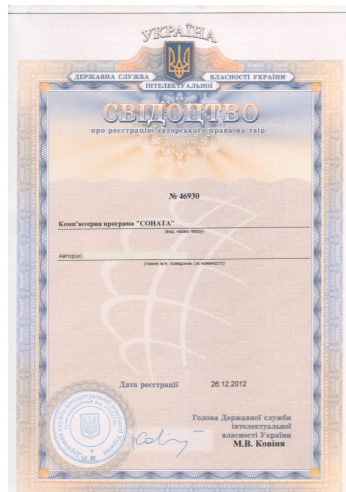 УКРАЇНА
ДЕРЖАВНА СЛУЖБА
ІНТЕЛЕКТУАЛЬНОЇ
ВЛАСНОСТІ УКРАЇНИ
СВІДОЦТВО
про реєстрацію авторського права на твір
№ 46930
Комп'ютерна програма "СОНАТА"
(вид, назва твору)
Автор(и)
(повне ім'я, псевдонім (за наявності))
Дата реєстрації 26.12.2012
Голова Державної служби
інтелектуальної
власності України
М.В. Ковіня